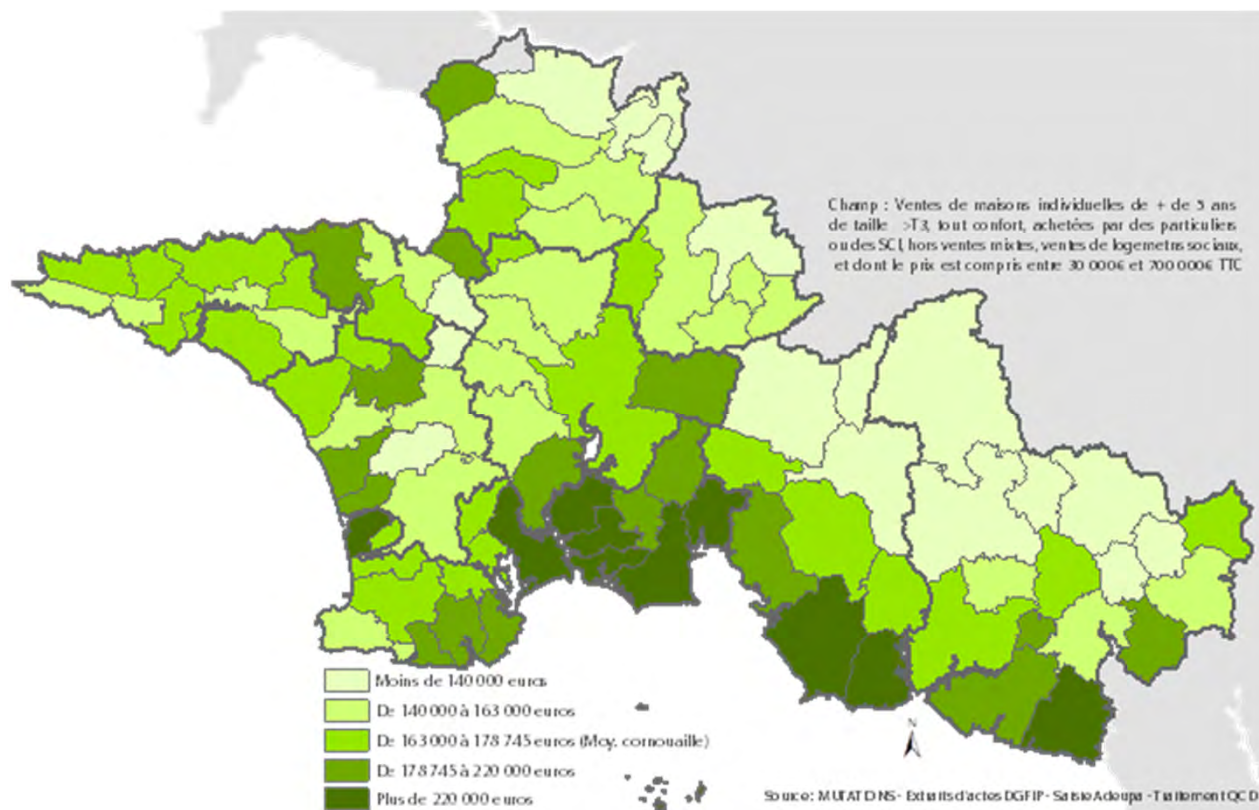 Champ : Ventes de maisons individuelles de + de 5 ans
de taille >T3, tout confort, achetées par des particuliers
ou des SCI, hors ventes mixtes, ventes de logemetns sociaux,
et dont le prix est compris entre 30 000€ et 700 000€ TTC
Moins de 140 000 euros
De 140 000 à 163 000 euros
De 163 000 à 178 745 euros (Moy. cornouaille)
De 178 745 à 220 000 euros
Plus de 220 000 euros
N
Source : MUTATIONS - Extraits d'actes DGFIP - Saisie Adeupa - Traitement QCD